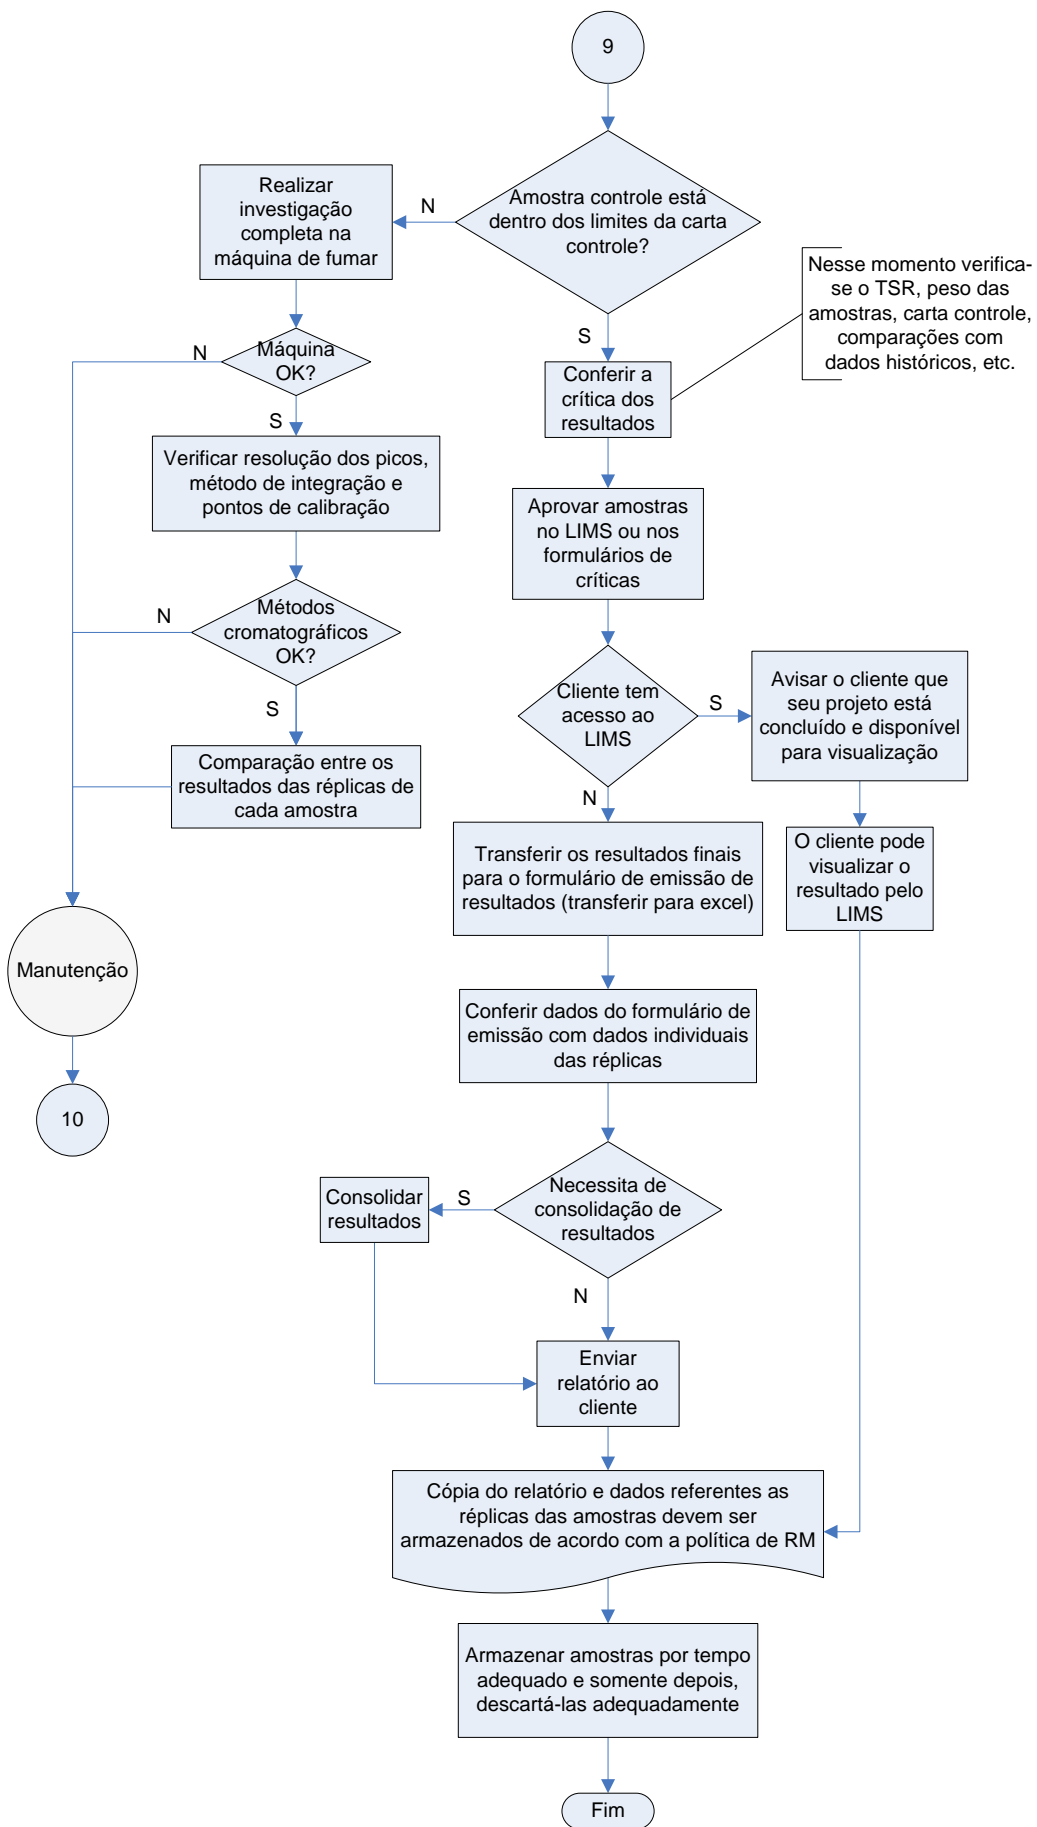 9
Amostra controle está
dentro dos limites da carta
controle?
N
Realizar
investigação
completa na
máquina de fumar
Máquina
OK?
N
S
Verificar resolução dos picos,
método de integração e
pontos de calibração
Métodos
cromatográficos
OK?
N
S
Comparação entre os
resultados das réplicas de
cada amostra
Manutenção
10
S
Nesse momento verifica-
se o TSR, peso das
amostras, carta controle,
comparações com
dados históricos, etc.
Conferir a
crítica dos
resultados
Aprovar amostras
no LIMS ou nos
formulários de
críticas
Cliente tem
acesso ao
LIMS
S
Avisar o cliente que
seu projeto está
concluído e disponível
para visualização
O cliente pode
visualizar o
resultado pelo
LIMS
N
Transferir os resultados finais
para o formulário de emissão de
resultados (transferir para excel)
Conferir dados do formulário de
emissão com dados individuais
das réplicas
Necessita de
consolidação de
resultados
S
Consolidar
resultados
N
Enviar
relatório ao
cliente
Cópia do relatório e dados referentes as
réplicas das amostras devem ser
armazenados de acordo com a política de RM
Armazenar amostras por tempo
adequado e somente depois,
descartá-las adequadamente
Fim